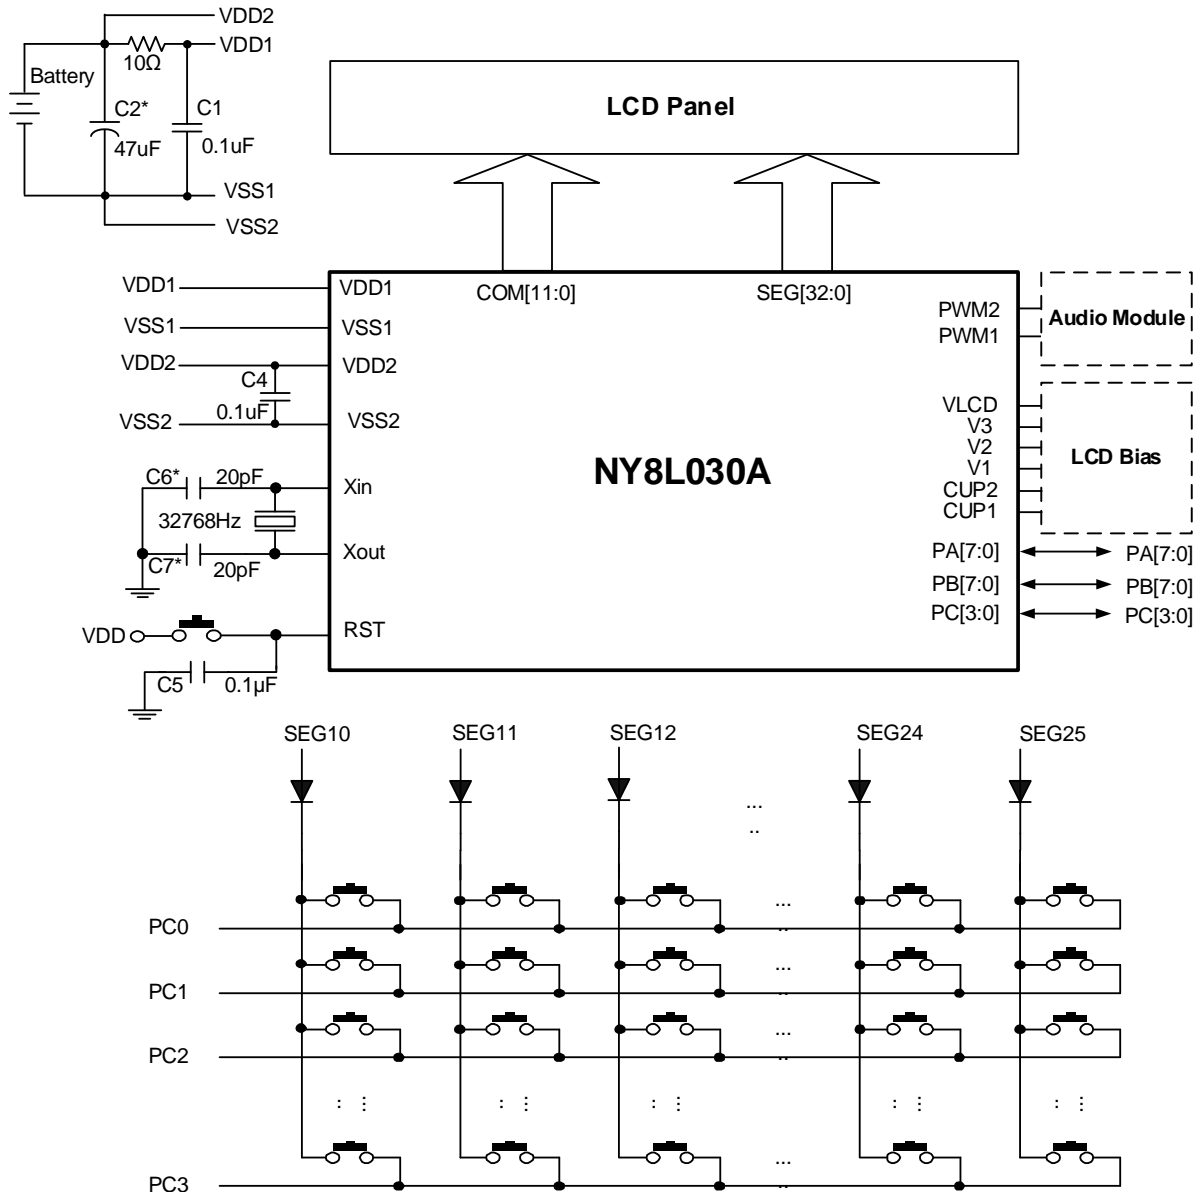 VDD2
VDD1
10Ω
Battery
C2*
47uF
C1
0.1uF
VSS1
VSS2
LCD Panel
VDD1
VDD1
VSS1
VSS1
VDD2
VDD2
C4
0.1uF
VSS2
VSS2
C6*
20pF
Xin
32768Hz
C7*
20pF
Xout
VDD
RST
C5
0.1µF
COM[11:0]
SEG[32:0]
NY8L030A
PWM2
PWM1
Audio Module
VLCD
V3
V2
V1
CUP2
CUP1
LCD Bias
PA[7:0]
PA[7:0]
PB[7:0]
PB[7:0]
PC[3:0]
PC[3:0]
SEG10 SEG11 SEG12 SEG24 SEG25
...
..
...
PC0
..
...
PC1
..
...
PC2
..
: ⋮ : ⋮ : ⋮ : ⋮ : ⋮
...
PC3
..